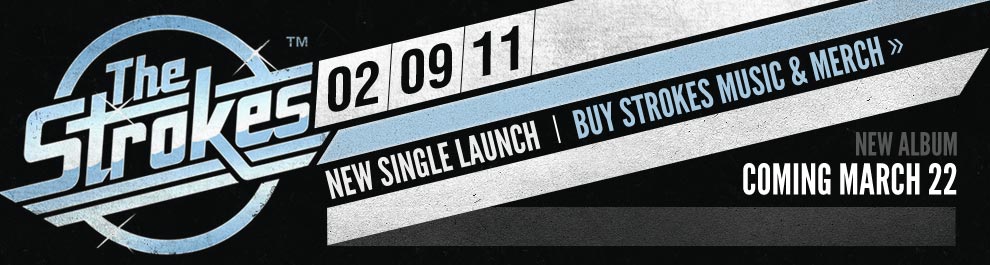 The
Strokes
TM
02 09 11
NEW SINGLE LAUNCH | BUY STROKES MUSIC & MERCH »
NEW ALBUM
COMING MARCH 22